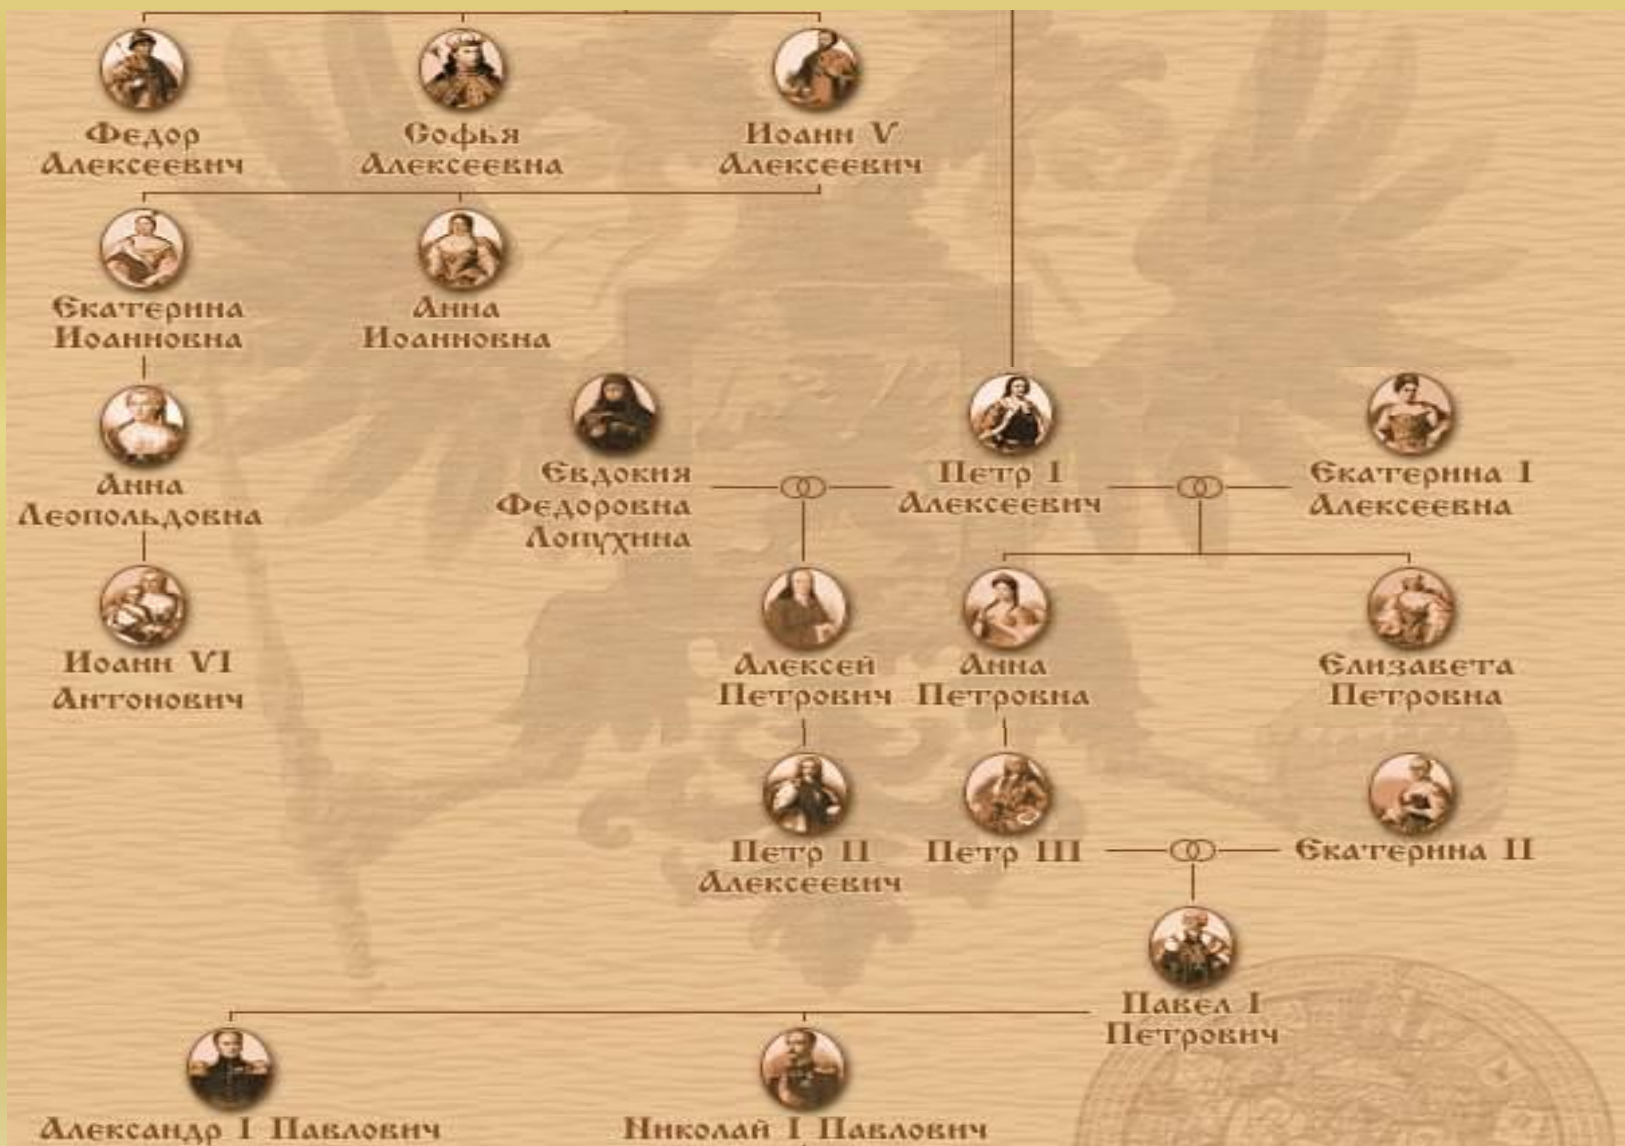 Федор
Алексеевич
Софья
Алексеевна
Иоанн V
Алексеевич
Екатерина
Иоанновна
Анна
Иоанновна
Анна
Леопольдовна
Евдокия
Федоровна
Лопухина
Петр I
Алексеевич
Екатерина I
Алексеевна
Иоанн VI
Антонович
Алексей
Петрович
Анна
Петровна
Елизавета
Петровна
Петр II
Алексеевич
Петр III
Екатерина II
Павел I
Петрович
Александр I Павлович
Николай I Павлович